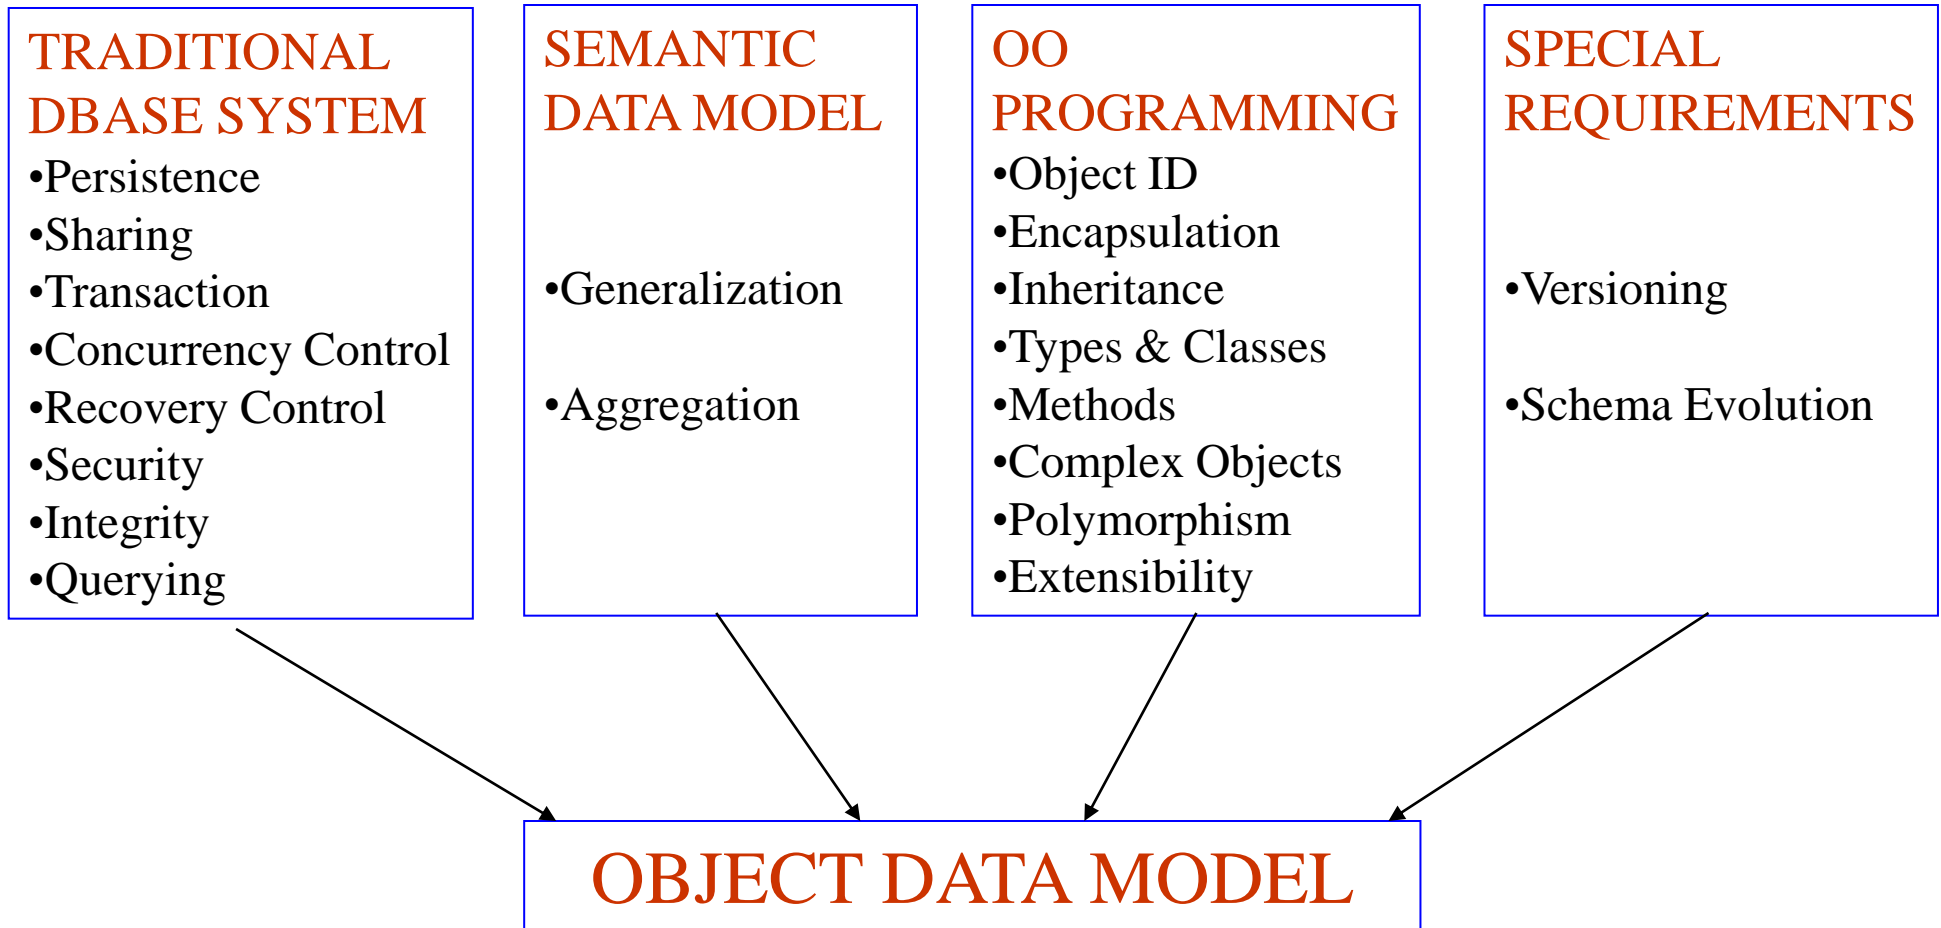 TRADITIONAL
DBASE SYSTEM
•Persistence
•Sharing
•Transaction
•Concurrency Control
•Recovery Control
•Security
•Integrity
•Querying
SEMANTIC
DATA MODEL
•Generalization
•Aggregation
OO
PROGRAMMING
•Object ID
•Encapsulation
•Inheritance
•Types & Classes
•Methods
•Complex Objects
•Polymorphism
•Extensibility
SPECIAL
REQUIREMENTS
•Versioning
•Schema Evolution
OBJECT DATA MODEL